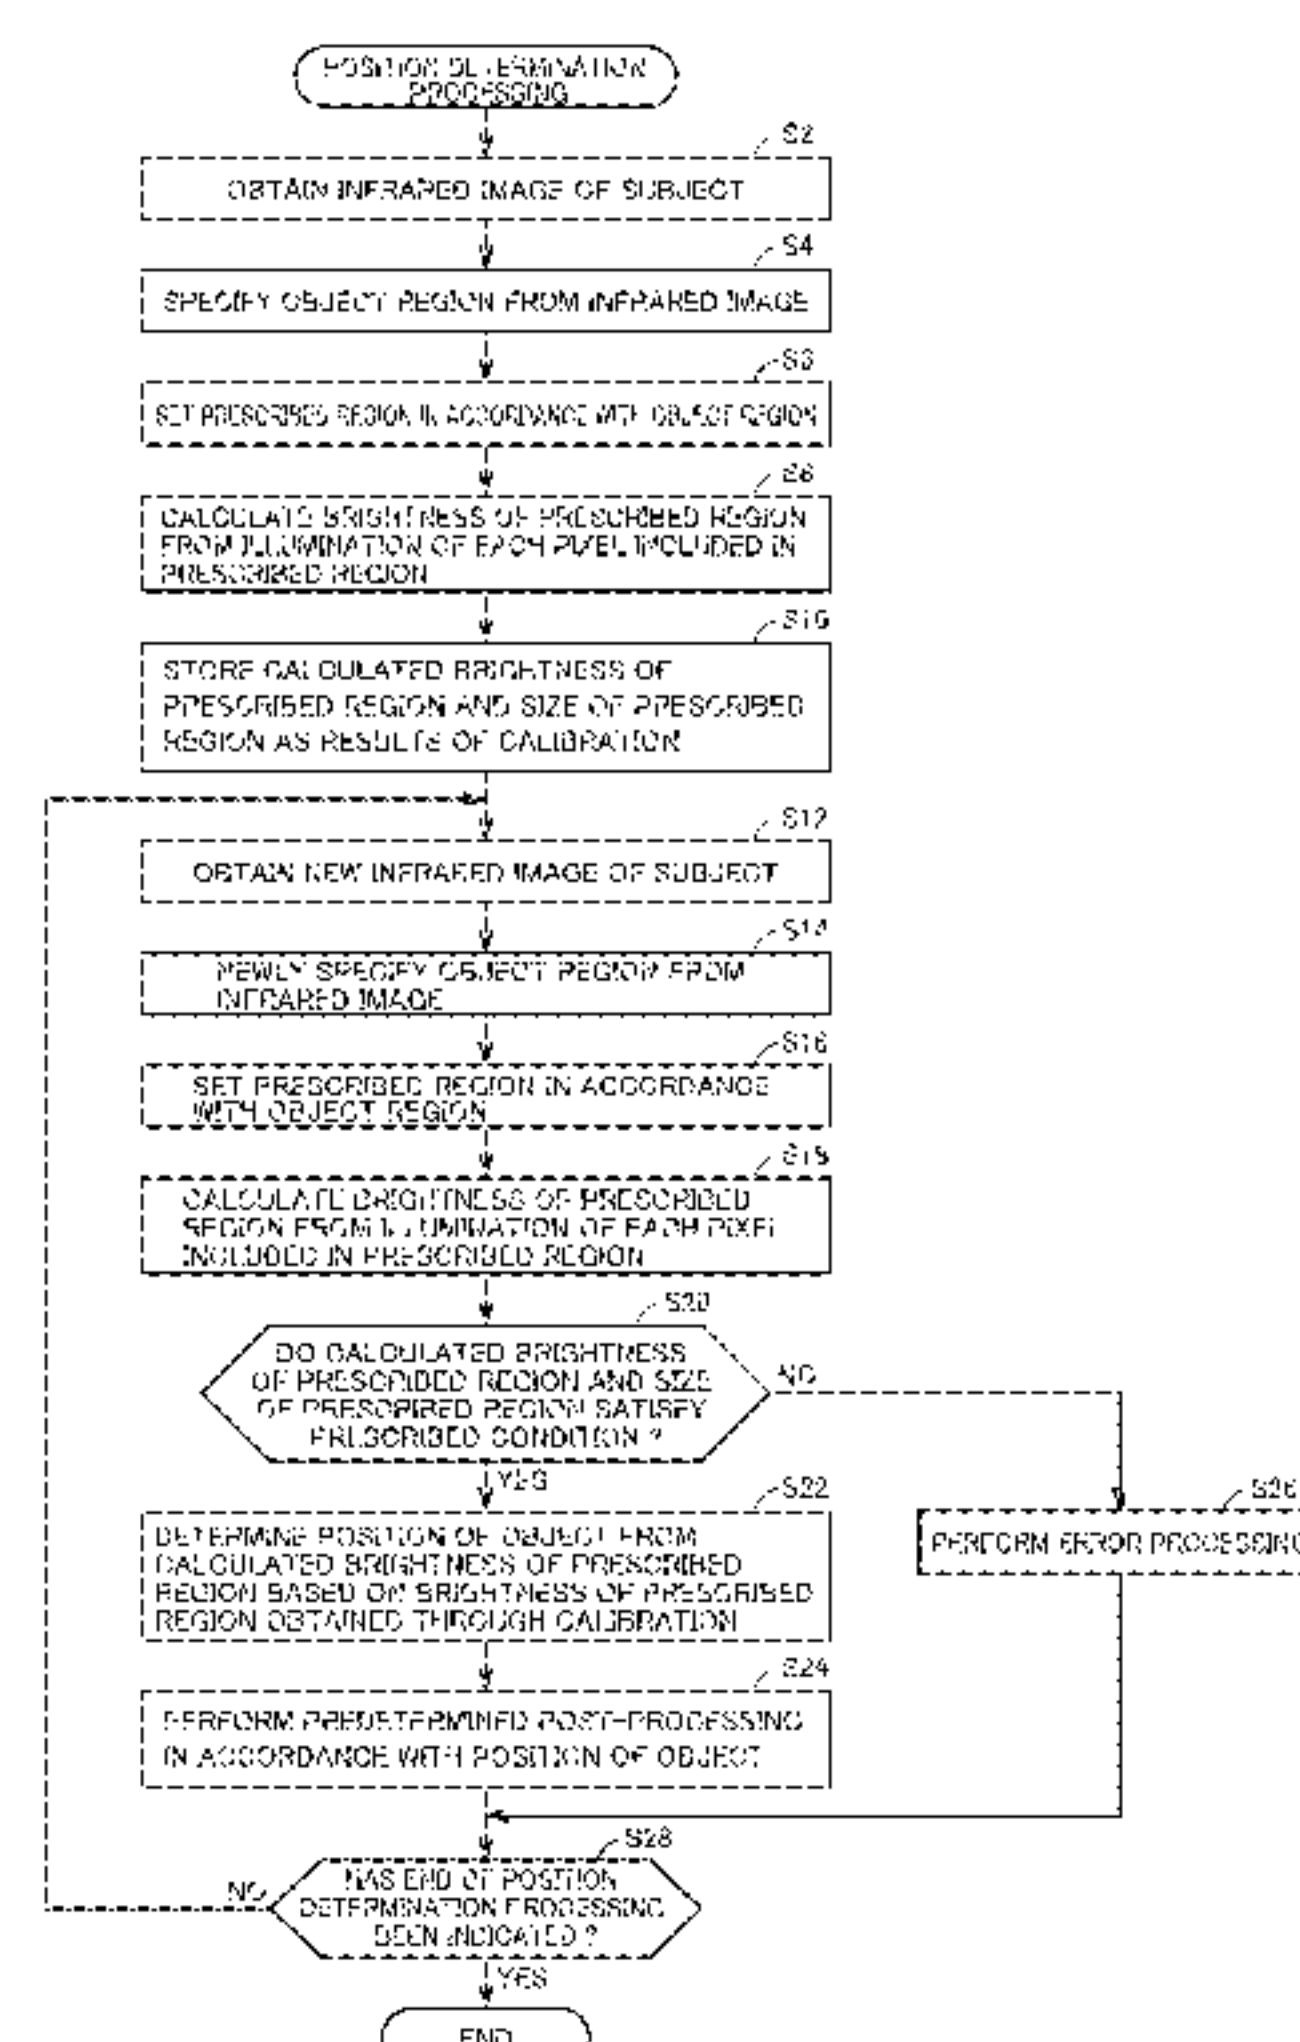 POSITION DETERMINATION
PROCESSING
S2
OBTAIN INFRARED IMAGE OF SUBJECT
S4
SPECIFY OBJECT REGION FROM INFRARED IMAGE
SET PRESCRIBED REGION IN ACCORDANCE WITH OBJECT REGION
CALCULATE BRIGHTNESS OF PRESCRIBED REGION
FROM ILLUMINATION OF EACH PIXEL INCLUDED IN
PRESCRIBED REGION
S10
STORE CALCULATED BRIGHTNESS OF
PRESCRIBED REGION AND SIZE OF PRESCRIBED
REGION AS RESULTS OF CALIBRATION
S12
OBTAIN NEW INFRARED IMAGE OF SUBJECT
S14
NEWLY SPECIFY OBJECT REGION FROM
INFRARED IMAGE
S16
SET PRESCRIBED REGION IN ACCORDANCE
WITH OBJECT REGION
S18
CALCULATE BRIGHTNESS OF PRESCRIBED
REGION FROM ILLUMINATION OF EACH PIXEL
INCLUDED IN PRESCRIBED REGION
S20
DO CALCULATED BRIGHTNESS
OF PRESCRIBED REGION AND SIZE
OF PRESCRIBED REGION SATISFY
PRESCRIBED CONDITION ?
NO
YES
S22
DETERMINE POSITION OF OBJECT FROM
CALCULATED BRIGHTNESS OF PRESCRIBED
REGION BASED ON BRIGHTNESS OF PRESCRIBED
REGION OBTAINED THROUGH CALIBRATION
S26
PERFORM ERROR PROCESSING
S24
PERFORM PREDETERMINED POST-PROCESSING
IN ACCORDANCE WITH POSITION OF OBJECT
S28
HAS END OF POSITION
DETERMINATION PROCESSING
BEEN INDICATED ?
NO
YES
END